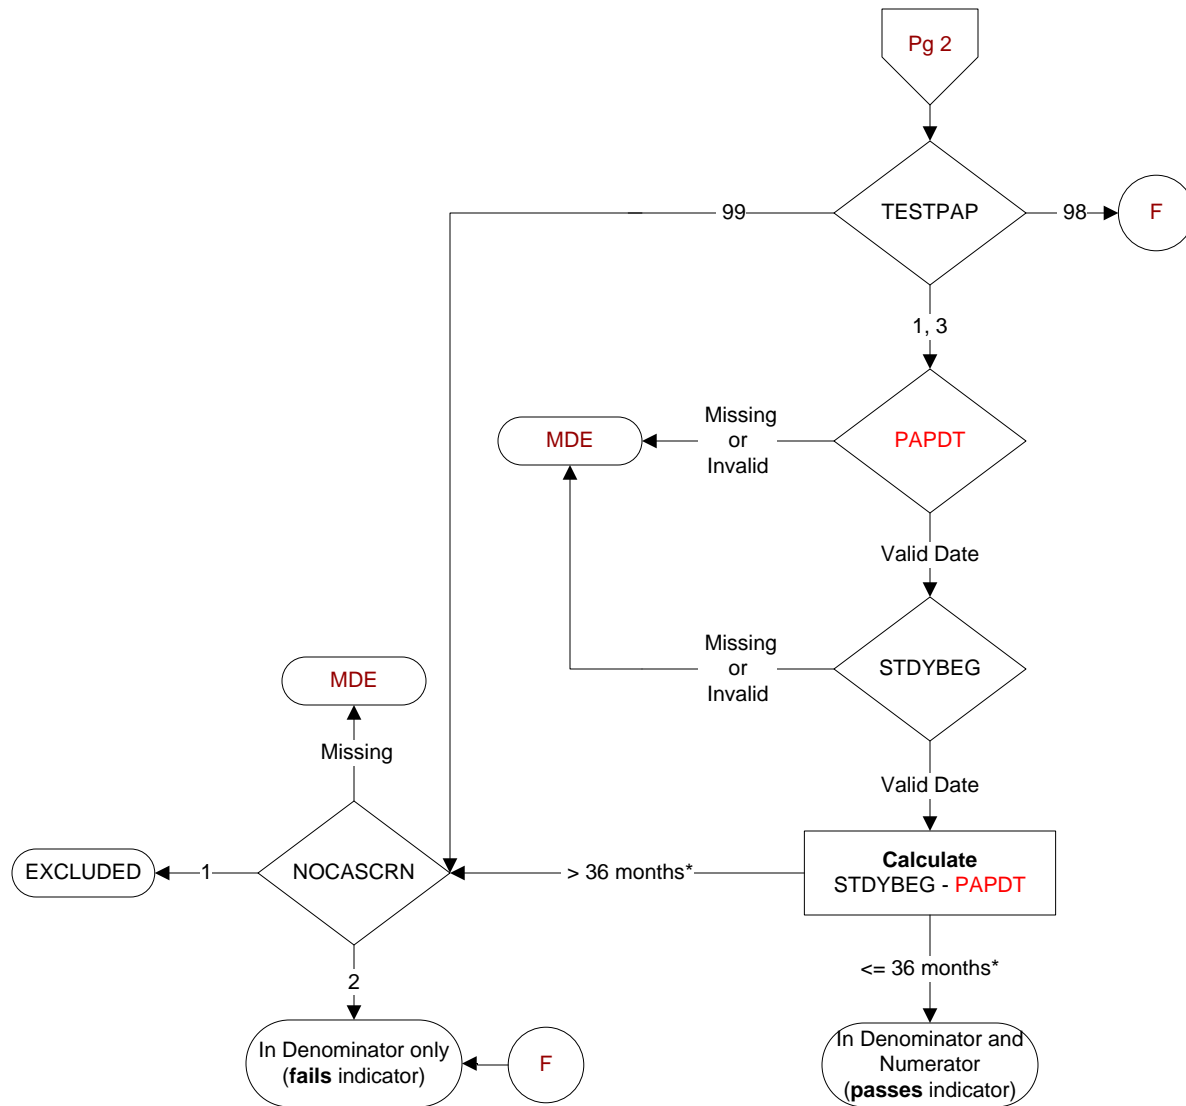 Pg 2
99
TESTPAP
98
F
1, 3
Missing
or
Invalid
MDE
PAPDT
Valid Date
Missing
or
Invalid
STDYBEG
MDE
Missing
Valid Date
EXCLUDED
1
NOCASCRN
> 36 months*
Calculate
STDYBEG - PAPDT
2
<= 36 months*
In Denominator only
(fails indicator)
F
In Denominator and
Numerator
(passes indicator)